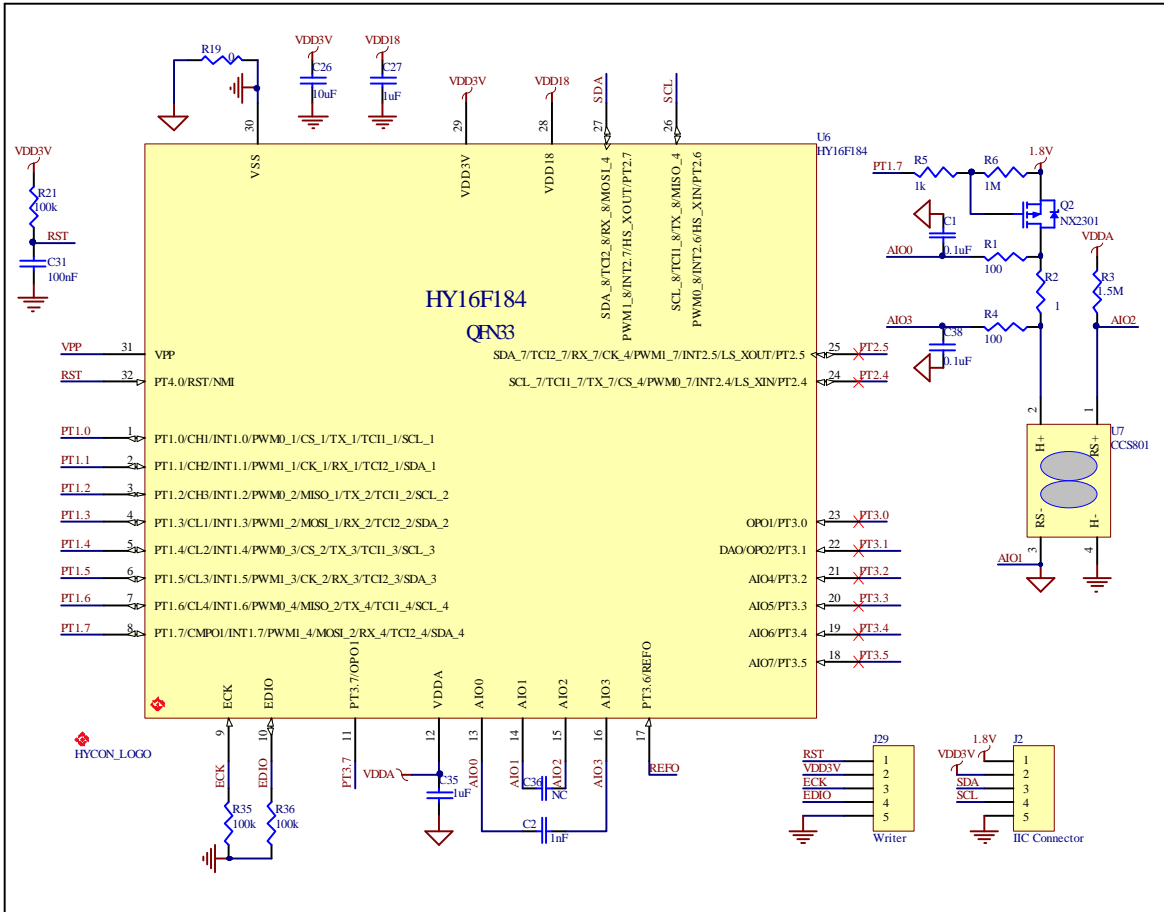 R19
0
VDD3V
C26
10uF
VDD18
C27
1uF
VDD3V
VDD18
SDA
SCL
30
29
28
27
26
VSS
VDD3V
VDD18
SDA_8/TCI2_8/RX_8/MOSI_4
PWM1_8/INT2.7/HS_XOUT/PT2.7
SCL_8/TCI1_8/TX_8/MISO_4
PWM0_8/INT2.6/HS_XIN/PT2.6
U6
HY16F184
VDD3V
R21
100k
RST
C31
100nF
HY16F184
QFN33
VPP 31 VPP
RST 32 PT4.0/RST/NMI
PT1.0 1 PT1.0/CH1/INT1.0/PWM0_1/CS_1/TX_1/TCI1_1/SCL_1
PT1.1 2 PT1.1/CH2/INT1.1/PWM1_1/CK_1/RX_1/TCI2_1/SDA_1
PT1.2 3 PT1.2/CH3/INT1.2/PWM0_2/MISO_1/TX_2/TCI1_2/SCL_2
PT1.3 4 PT1.3/CL1/INT1.3/PWM1_2/MOSI_1/RX_2/TCI2_2/SDA_2
PT1.4 5 PT1.4/CL2/INT1.4/PWM0_3/CS_2/TX_3/TCI1_3/SCL_3
PT1.5 6 PT1.5/CL3/INT1.5/PWM1_3/CK_2/RX_3/TCI2_3/SDA_3
PT1.6 7 PT1.6/CL4/INT1.6/PWM0_4/MISO_2/TX_4/TCI1_4/SCL_4
PT1.7 8 PT1.7/CMPO1/INT1.7/PWM1_4/MOSI_2/RX_4/TCI2_4/SDA_4
SDA_7/TCI2_7/RX_7/CK_4/PWM1_7/INT2.5/LS_XOUT/PT2.5 25 PT2.5
SCL_7/TCI1_7/TX_7/CS_4/PWM0_7/INT2.4/LS_XIN/PT2.4 24 PT2.4
OPO1/PT3.0 23 PT3.0
DAO/OPO2/PT3.1 22 PT3.1
AIO4/PT3.2 21 PT3.2
AIO5/PT3.3 20 PT3.3
AIO6/PT3.4 19 PT3.4
AIO7/PT3.5 18 PT3.5
ECK
EDIO
PT3.7/OPO1
VDDA
AIO0
AIO1
AIO2
AIO3
PT3.6/REFO
9
10
11
12
13
14
15
16
17
ECK
EDIO
PT3.7
VDDA
AIO0
AIO1
AIO2
AIO3
REFO
HYCON_LOGO
R35
100k
R36
100k
C35
1uF
C36
NC
C2
1nF
PT1.7
R5
1k
R6
1M
1.8V
Q2
NX2301
C1
0.1uF
AIO0
R1
100
VDDA
R2
1
R3
1.5M
AIO3
R4
100
AIO2
C38
0.1uF
2
1
U7
CCS801
H+
RS+
RS-
H-
AIO1
3
4
J29
RST 1
VDD3V 2
ECK 3
EDIO 4
5
Writer
J2
1.8V 1
VDD3V 2
SDA 3
SCL 4
5
IIC Connector